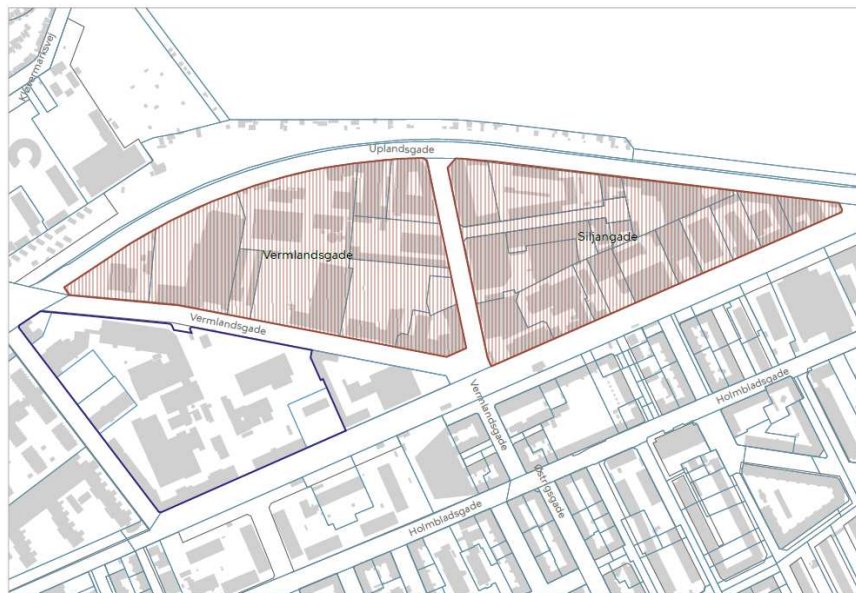 Kløvermarksvej
Uplandsgade
Vermlandsgade
Siljangade
Vermlandsgade
Vermlandsgade
Holmbladsgade
Holmbladsgade
Østrigsgade